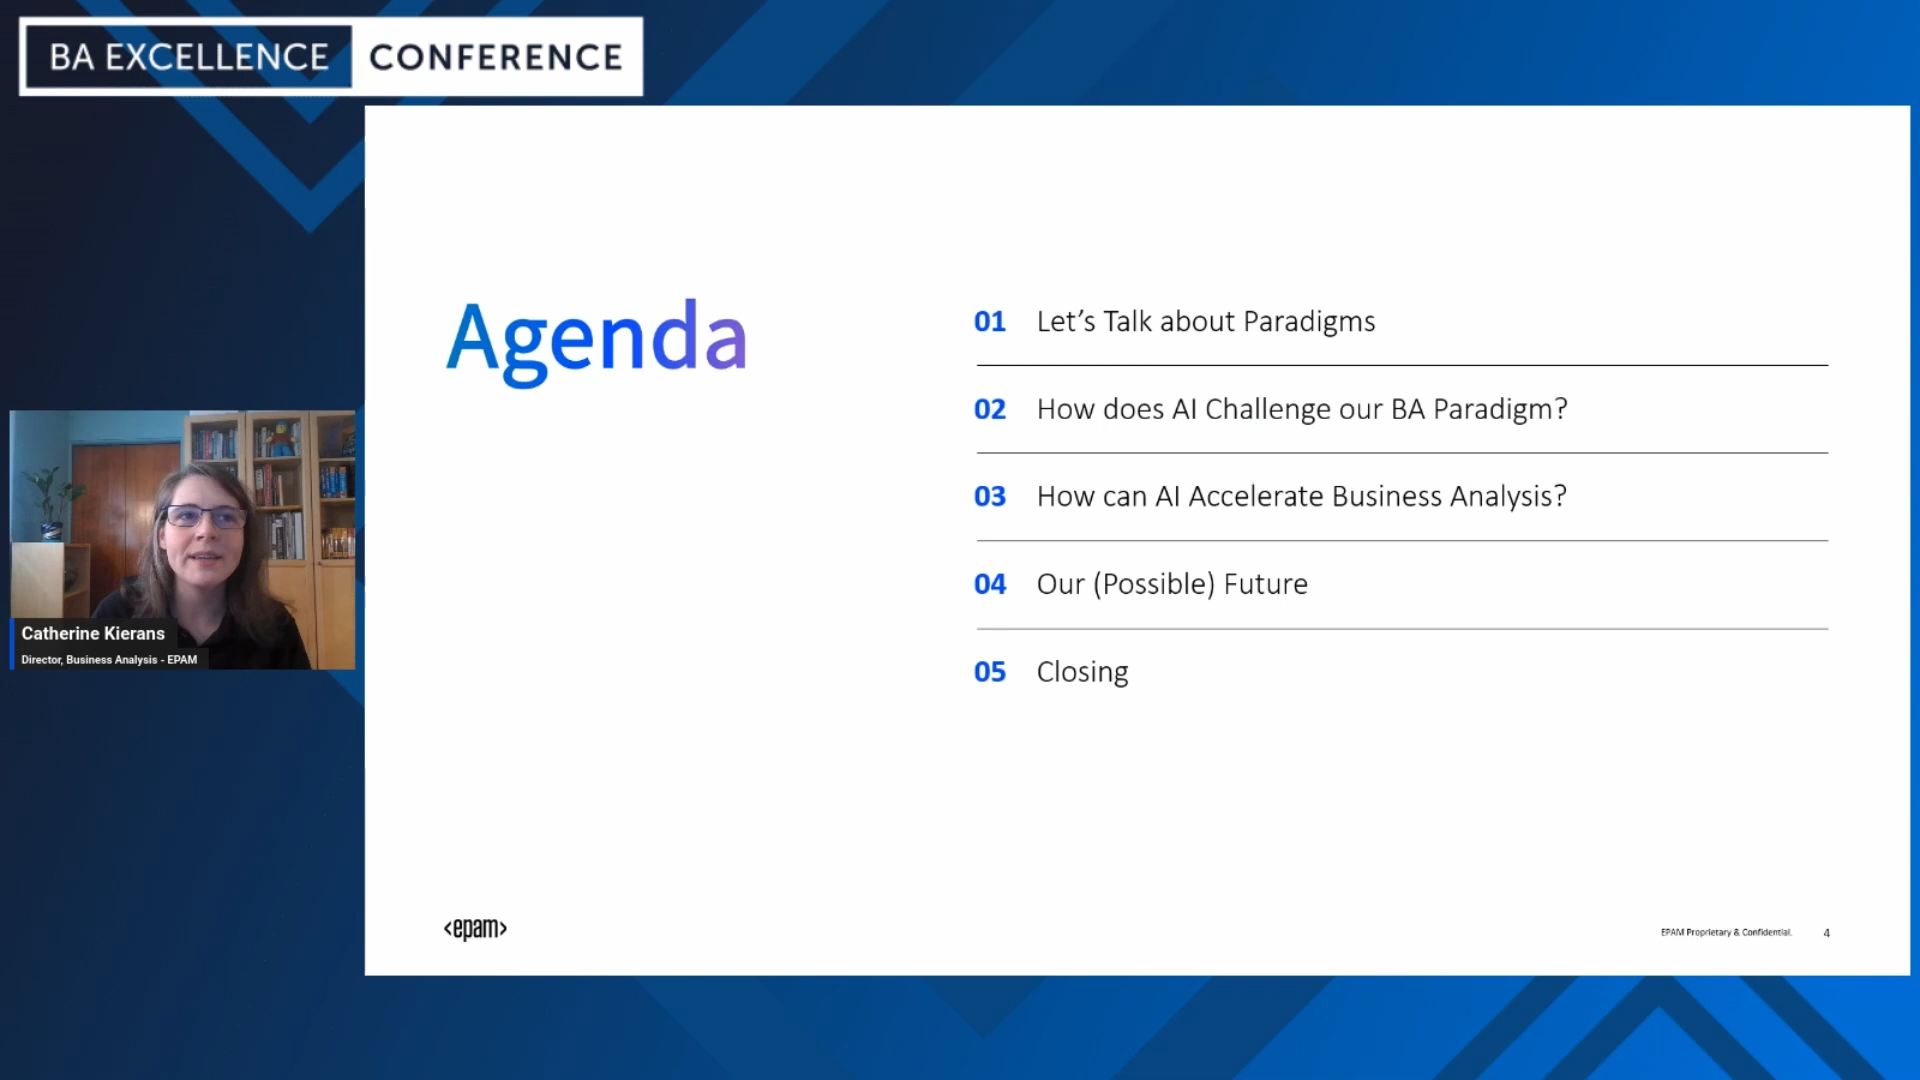 BA EXCELLENCE CONFERENCE
Agenda
01 Let’s Talk about Paradigms
02 How does AI Challenge our BA Paradigm?
03 How can AI Accelerate Business Analysis?
04 Our (Possible) Future
05 Closing
Catherine Kierans
Director, Business Analysis - EPAM
<epam>
EPAM Proprietary & Confidential. 4